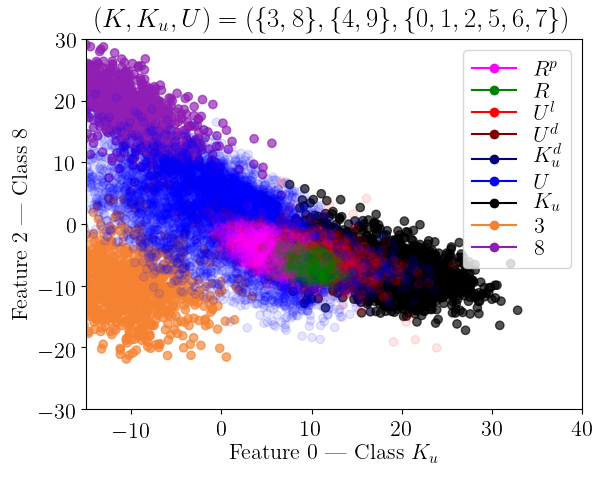 (K, K_u, U) = ({3, 8}, {4, 9}, {0, 1, 2, 5, 6, 7})
30
20
10
0
−10
−20
−30
Feature 2 — Class 8
R^p
R
U^l
U^d
K_u^d
U
K_u
3
8
−10
0
10
20
30
40
Feature 0 — Class K_u